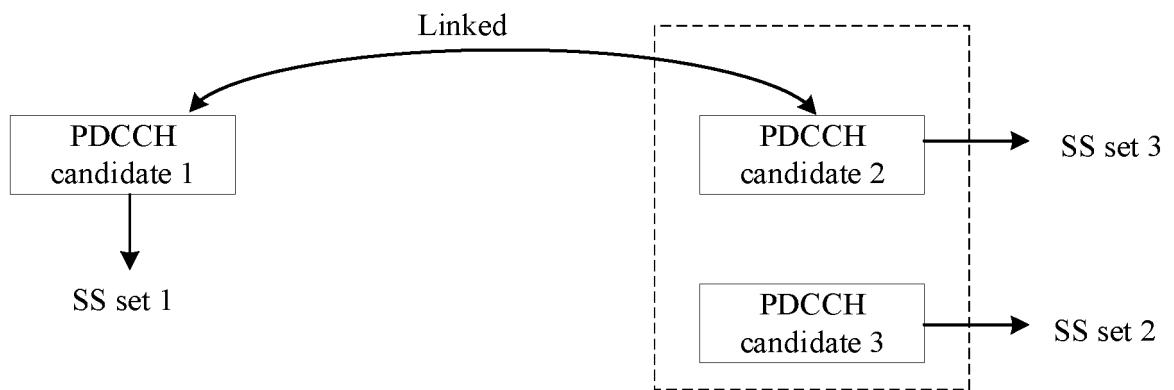 Linked
PDCCH
candidate 1
SS set 1
PDCCH
candidate 2
SS set 3
PDCCH
candidate 3
SS set 2